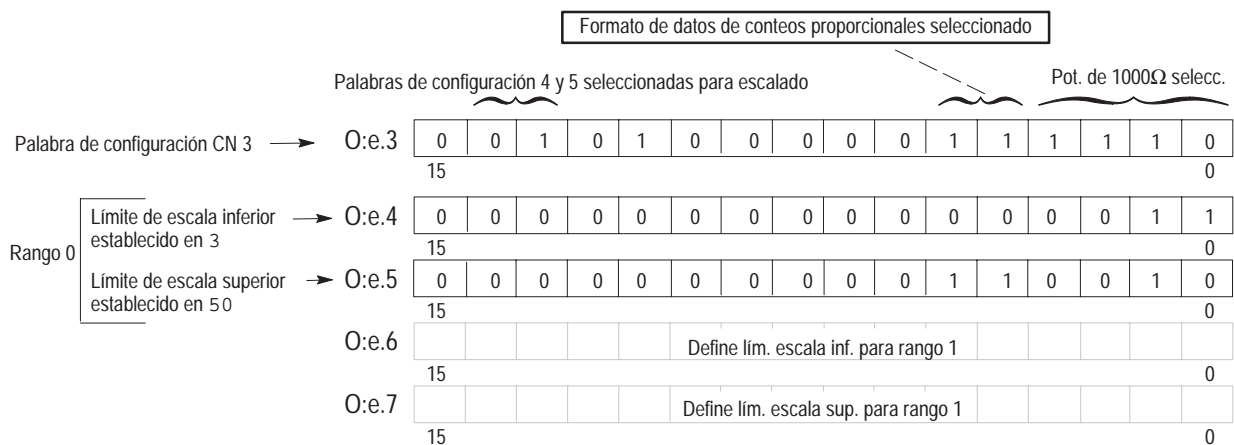 Formato de datos de conteos proporcionales seleccionado
Palabras de configuración 4 y 5 seleccionadas para escalado
Pot. de 1000Ω selecc.
Palabra de configuración CN 3
O:e.3 0 0 1 0 1 0 0 0 0 0 1 1 1 1 1 0
15 0
Rango 0
Límite de escala inferior
establecido en 3
O:e.4 0 0 0 0 0 0 0 0 0 0 0 0 0 0 1 1
15 0
Límite de escala superior
establecido en 50
O:e.5 0 0 0 0 0 0 0 0 0 0 1 1 0 0 1 0
15 0
O:e.6 Define lím. escala inf. para rango 1
15 0
O:e.7 Define lím. escala sup. para rango 1
15 0